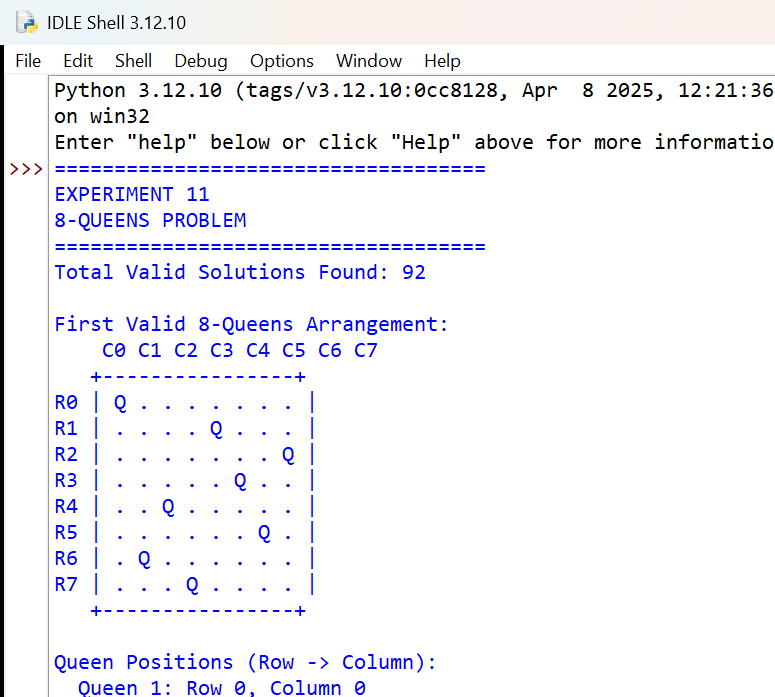 IDLE Shell 3.12.10
File Edit Shell Debug Options Window Help
Python 3.12.10 (tags/v3.12.10:0cc8128, Apr  8 2025, 12:21:36
on win32
Enter "help" below or click "Help" above for more informatio
>>> ====================================
EXPERIMENT 11
8-QUEENS PROBLEM
====================================
Total Valid Solutions Found: 92

First Valid 8-Queens Arrangement:
    C0 C1 C2 C3 C4 C5 C6 C7
   +----------------+
R0 | Q . . . . . . . |
R1 | . . . . Q . . . |
R2 | . . . . . . . Q |
R3 | . . . . . Q . . |
R4 | . . Q . . . . . |
R5 | . . . . . . Q . |
R6 | . Q . . . . . . |
R7 | . . . Q . . . . |
   +----------------+

Queen Positions (Row -> Column):
  Queen 1: Row 0, Column 0